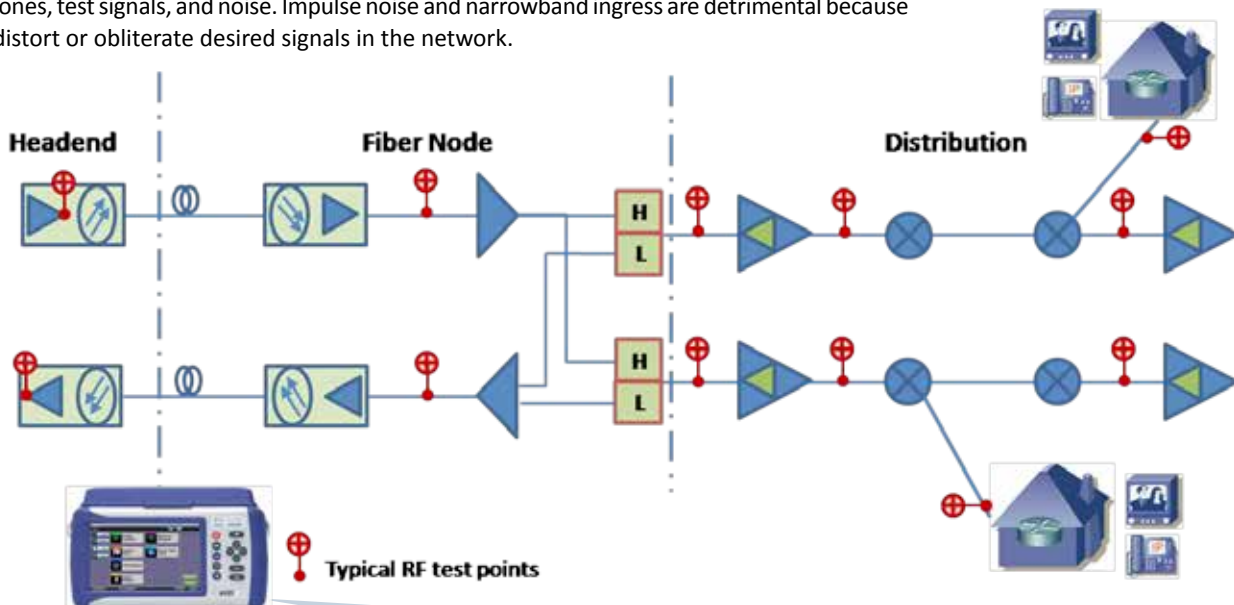 ones, test signals, and noise. Impulse noise and narrowband ingress are detrimental because
distort or obliterate desired signals in the network.
Headend
Fiber Node
Distribution
H
L
H
L
Typical RF test points